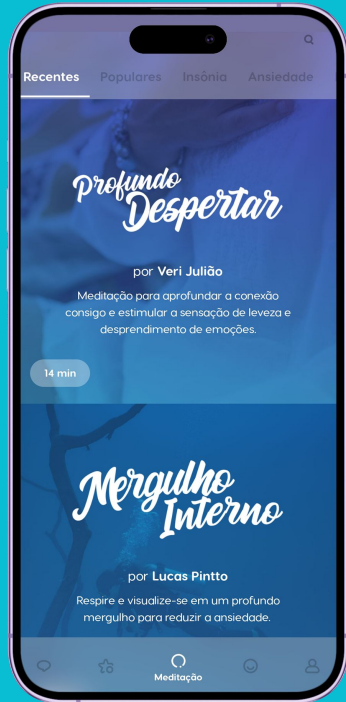 Recentes Populares Insônia Ansiedade
Profundo
Despertar
por Veri Julião
Meditação para aprofundar a conexão
consigo e estimular a sensação de leveza e
desprendimento de emoções.
14 min
Mergulho
Interno
por Lucas Pintto
Respire e visualize-se em um profundo
mergulho para reduzir a ansiedade.
Meditação